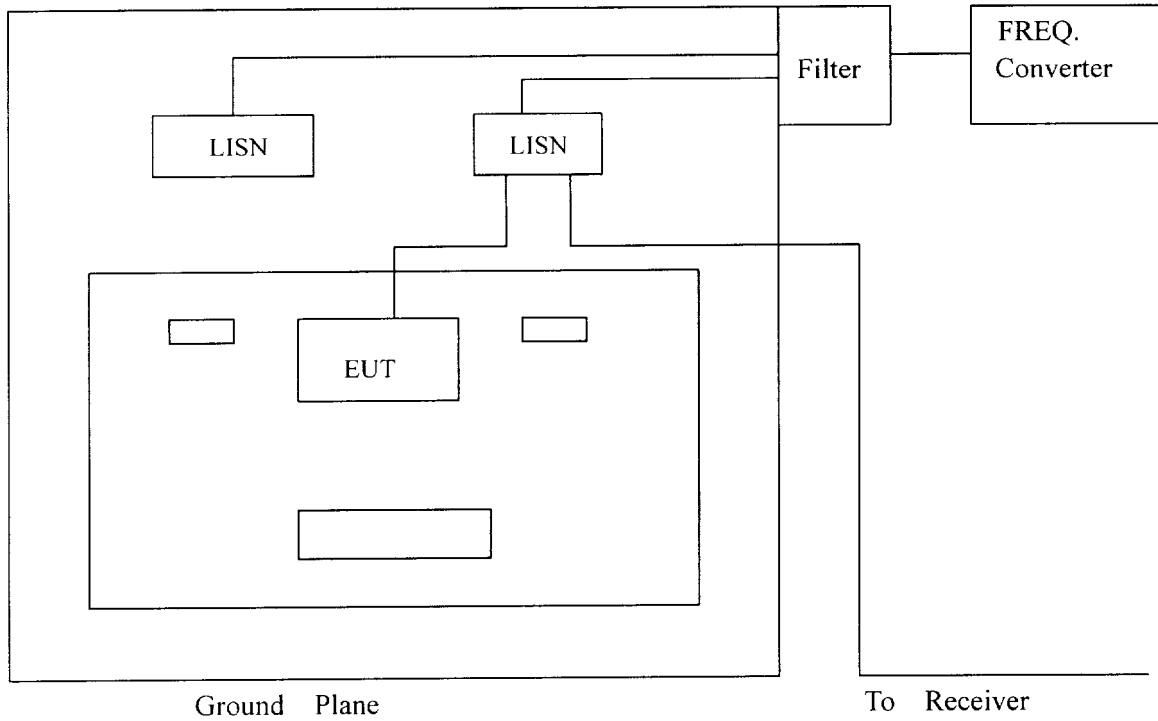 FREQ.
Converter
Filter
LISN
LISN
EUT
Ground Plane
To Receiver